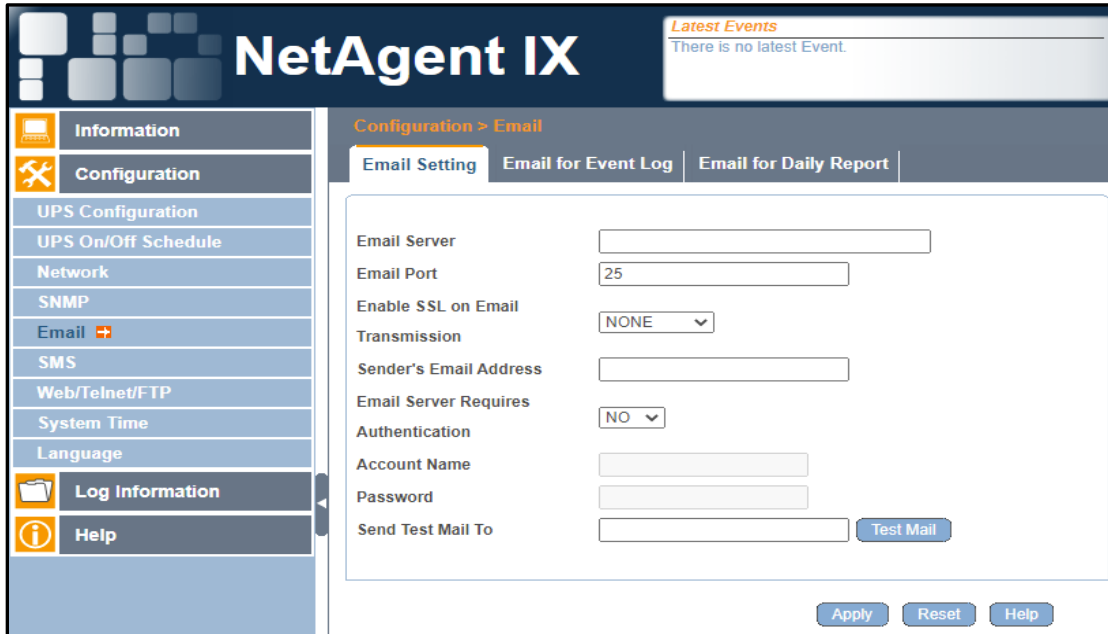 NetAgent IX
Latest Events
There is no latest Event.
Information
Configuration
UPS Configuration
UPS On/Off Schedule
Network
SNMP
Email
SMS
Web/Telnet/FTP
System Time
Language
Log Information
Help
Configuration > Email
Email Setting
Email for Event Log
Email for Daily Report
Email Server
Email Port
25
Enable SSL on Email
Transmission
NONE
Sender's Email Address
Email Server Requires
Authentication
NO
Account Name
Password
Send Test Mail To
Test Mail
Apply
Reset
Help